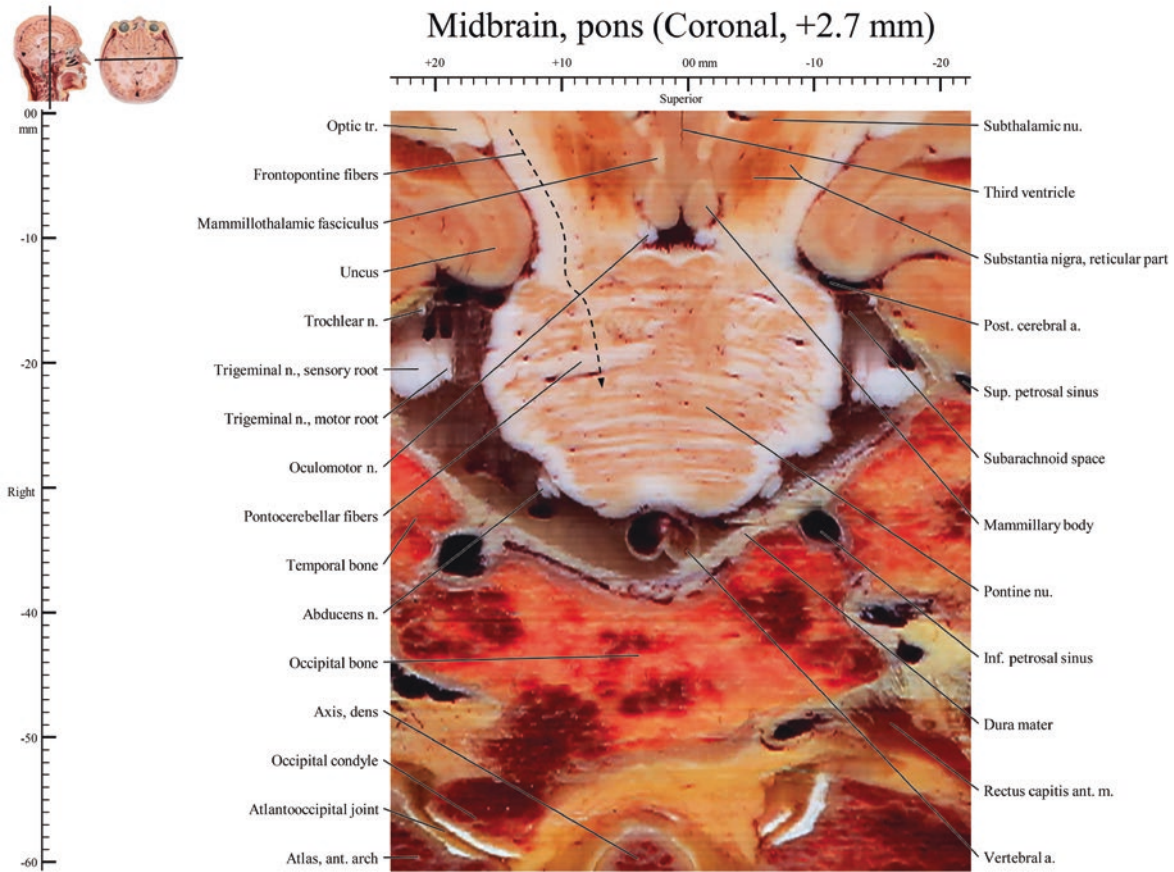 Midbrain, pons (Coronal, +2.7 mm)
+20 +10 00 mm -10 -20
Superior
00
mm
-10
-20
Right
-40
-50
-60
Optic tr.
Frontopontine fibers
Mammillothalamic fasciculus
Uncus
Trochlear n.
Trigeminal n., sensory root
Trigeminal n., motor root
Oculomotor n.
Pontocerebellar fibers
Temporal bone
Abducens n.
Occipital bone
Axis, dens
Occipital condyle
Atlantooccipital joint
Atlas, ant. arch
Subthalamic nu.
Third ventricle
Substantia nigra, reticular part
Post. cerebral a.
Sup. petrosal sinus
Subarachnoid space
Mammillary body
Pontine nu.
Inf. petrosal sinus
Dura mater
Rectus capitis ant. m.
Vertebral a.